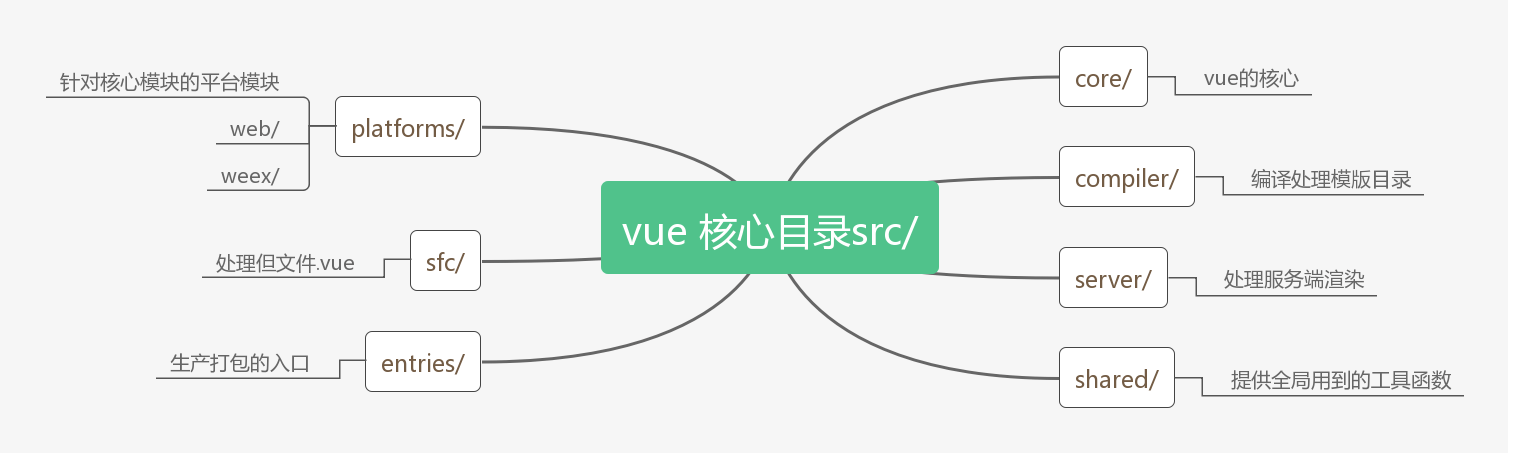 vue 核心目录src/
core/
vue的核心
compiler/
编译处理模版目录
server/
处理服务端渲染
shared/
提供全局用到的工具函数
platforms/
针对核心模块的平台模块
web/
weex/
sfc/
处理但文件.vue
entries/
生产打包的入口